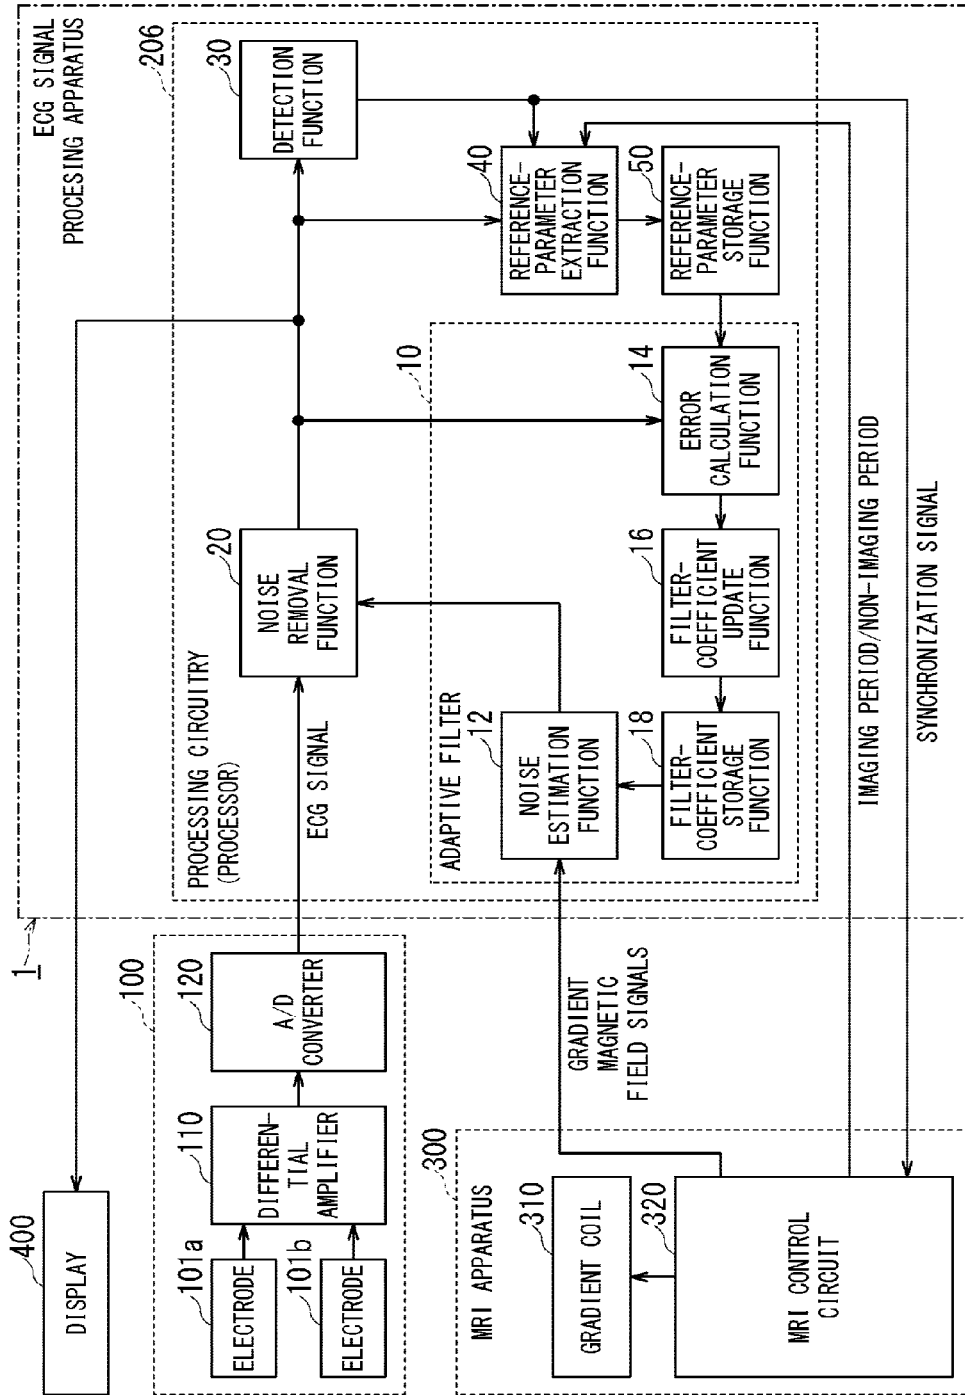 ECG SIGNAL
PROCESING APPARATUS
1
400
DISPLAY
206
PROCESSING CIRCUITRY
(PROCESSOR)
100
101a
ELECTRODE
101b
ELECTRODE
110
DIFFEREN-
TIAL
AMPLIFIER
120
A/D
CONVERTER
ECG SIGNAL
20
NOISE
REMOVAL
FUNCTION
30
DETECTION
FUNCTION
40
REFERENCE-
PARAMETER
EXTRACTION
FUNCTION
50
REFERENCE-
PARAMETER
STORAGE
FUNCTION
ADAPTIVE FILTER
10
12
NOISE
ESTIMATION
FUNCTION
14
ERROR
CALCULATION
FUNCTION
16
FILTER-
COEFFICIENT
UPDATE
FUNCTION
18
FILTER-
COEFFICIENT
STORAGE
FUNCTION
GRADIENT
MAGNETIC
FIELD SIGNALS
MRI APPARATUS
300
310
GRADIENT COIL
320
MRI CONTROL
CIRCUIT
IMAGING PERIOD/NON-IMAGING PERIOD
SYNCHRONIZATION SIGNAL